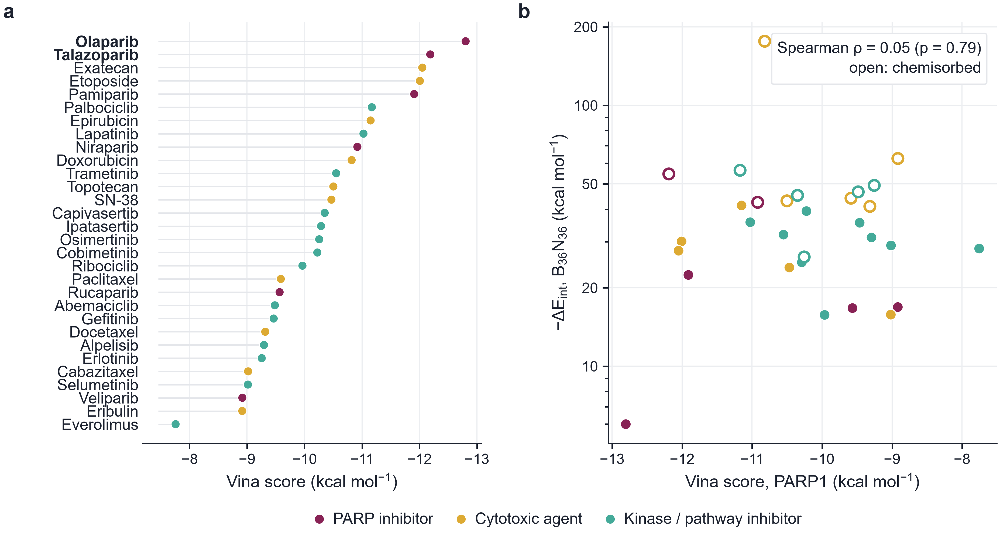 a
Olaparib
Talazoparib
Exatecan
Etoposide
Pamiparib
Palbociclib
Epirubicin
Lapatinib
Niraparib
Doxorubicin
Trametinib
Topotecan
SN-38
Capivasertib
Ipatasertib
Osimertinib
Cobimetinib
Ribociclib
Paclitaxel
Rucaparib
Abemaciclib
Gefitinib
Docetaxel
Alpelisib
Erlotinib
Cabazitaxel
Selumetinib
Veliparib
Eribulin
Everolimus
−8 −9 −10 −11 −12 −13
Vina score (kcal mol⁻¹)
b
200
100
50
20
10
−ΔE_int, B₃₆N₃₆ (kcal mol⁻¹)
Spearman ρ = 0.05 (p = 0.79)
open: chemisorbed
−13 −12 −11 −10 −9 −8
Vina score, PARP1 (kcal mol⁻¹)
PARP inhibitor Cytotoxic agent Kinase / pathway inhibitor